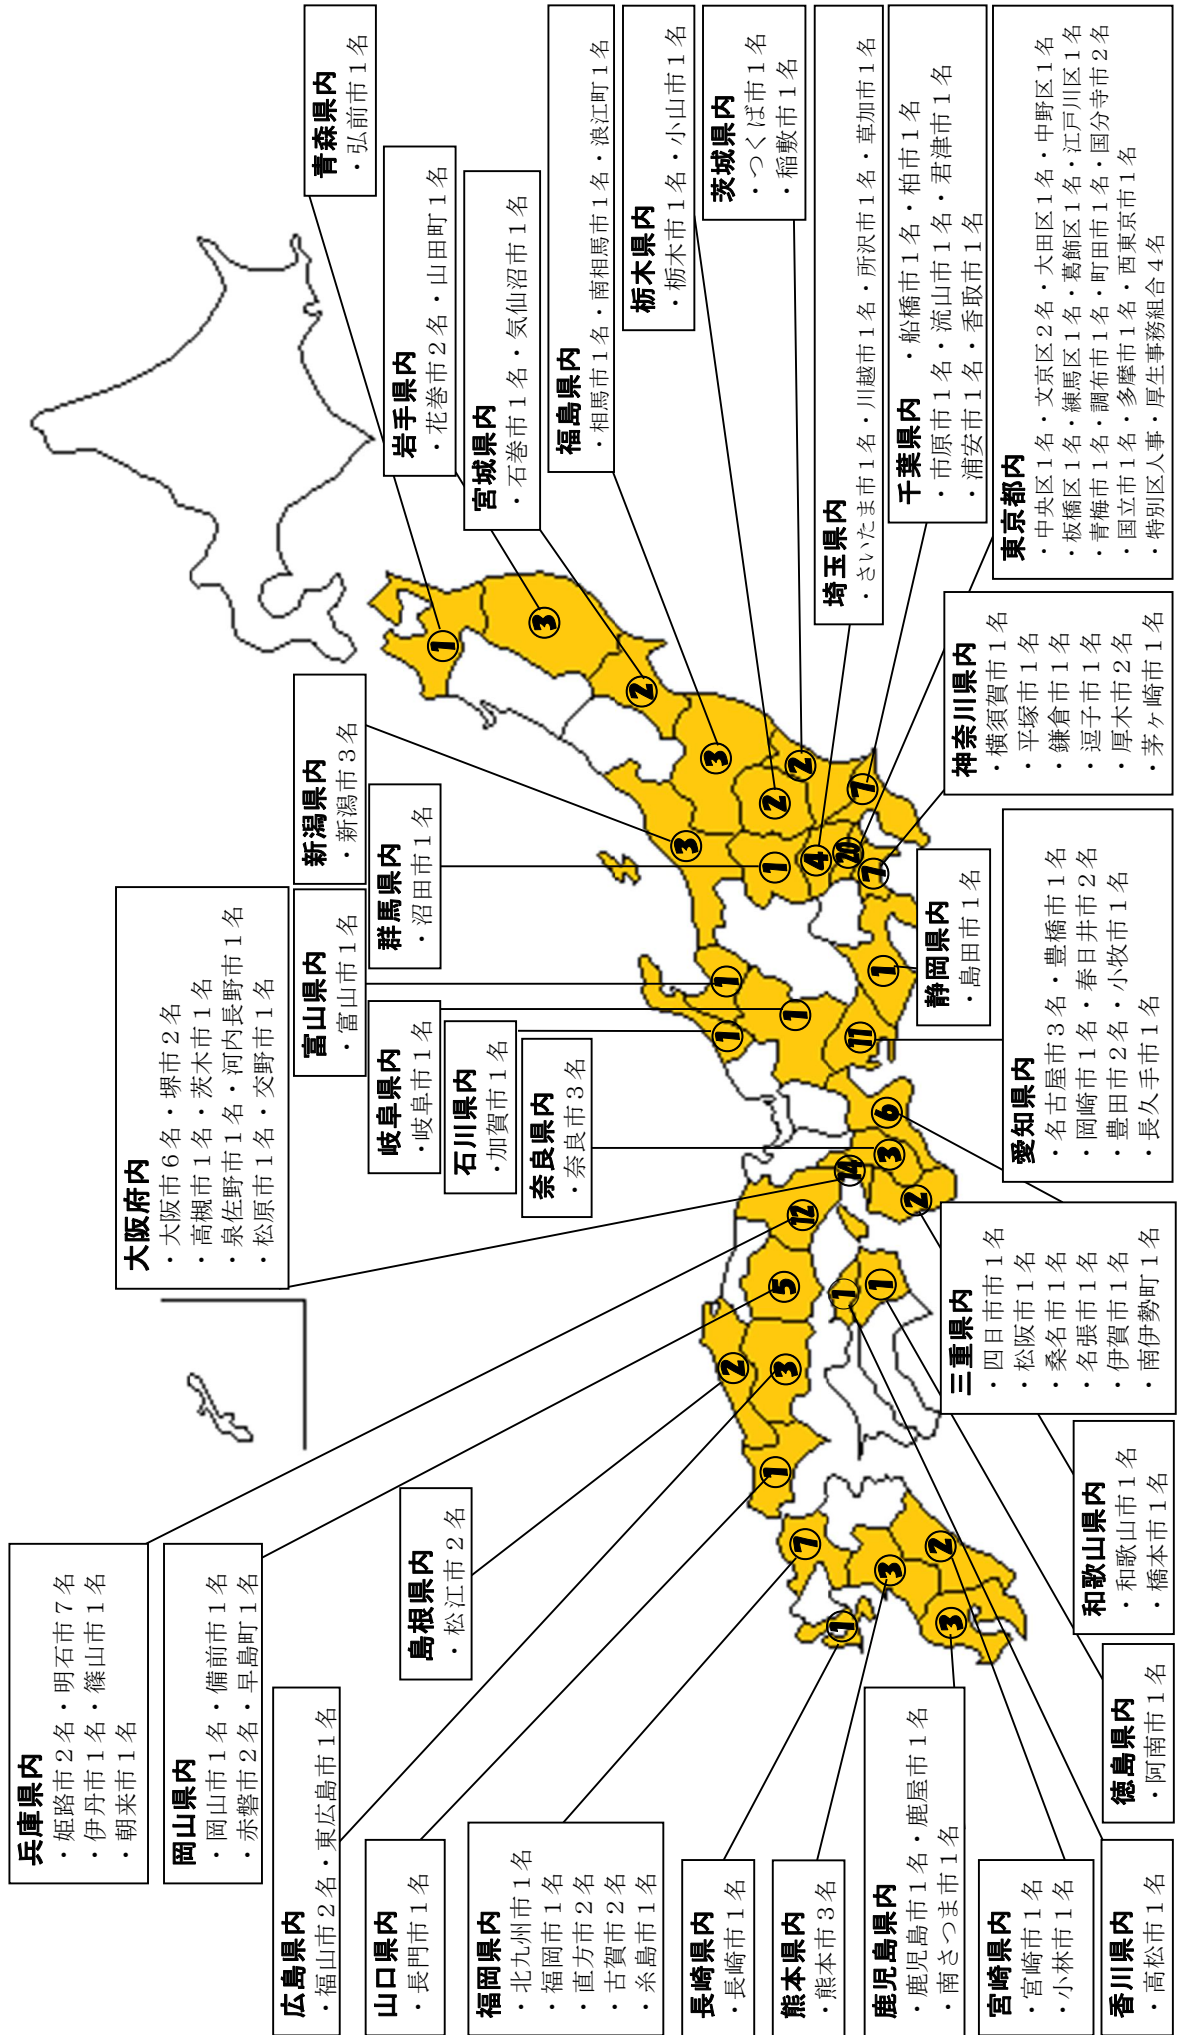 青森県内
・弘前市１名
岩手県内
・花巻市２名・山田町１名
宮城県内
・石巻市１名・気仙沼市１名
福島県内
・相馬市１名・南相馬市１名・浪江町１名
栃木県内
・栃木市１名・小山市１名
茨城県内
・つくば市１名
・稲敷市１名
埼玉県内
・さいたま市１名・川越市１名・所沢市１名・草加市１名
千葉県内
・船橋市１名・柏市１名
・市原市１名・流山市１名・君津市１名
・浦安市１名・香取市１名
東京都内
・中央区１名・文京区２名・大田区１名・中野区１名
・板橋区１名・練馬区１名・葛飾区１名・江戸川区１名
・青梅市１名・調布市１名・町田市１名・国分寺市２名
・国立市１名・多摩市１名・西東京市１名
・特別区人事・厚生事務組合４名
神奈川県内
・横須賀市１名
・平塚市１名
・鎌倉市１名
・逗子市１名
・厚木市２名
・茅ヶ崎市１名
新潟県内
・新潟市３名
群馬県内
・沼田市１名
富山県内
・富山市１名
静岡県内
・島田市１名
岐阜県内
・岐阜市１名
石川県内
・加賀市１名
愛知県内
・名古屋市３名・豊橋市１名
・岡崎市１名・春日井市２名
・豊田市２名・小牧市１名
・長久手市１名
奈良県内
・奈良市３名
大阪府内
・大阪市６名・堺市２名
・高槻市１名・茨木市１名
・泉佐野市１名・河内長野市１名
・松原市１名・交野市１名
三重県内
・四日市市１名
・松阪市１名
・桑名市１名
・名張市１名
・伊賀市１名
・南伊勢町１名
和歌山県内
・和歌山市１名
・橋本市１名
兵庫県内
・姫路市２名・明石市７名
・伊丹市１名・篠山市１名
・朝来市１名
岡山県内
・岡山市１名・備前市１名
・赤磐市２名・早島町１名
島根県内
・松江市２名
広島県内
・福山市２名・東広島市１名
山口県内
・長門市１名
徳島県内
・阿南市１名
香川県内
・高松市１名
福岡県内
・北九州市１名
・福岡市１名
・直方市２名
・古賀市２名
・糸島市１名
長崎県内
・長崎市１名
熊本県内
・熊本市３名
鹿児島県内
・鹿児島市１名・鹿屋市１名
・南さつま市１名
宮崎県内
・宮崎市１名
・小林市１名
1
3
2
3
3
2
2
1
4
20
7
7
1
1
1
1
11
6
3
14
2
12
5
2
3
1
1
1
7
1
3
2
3